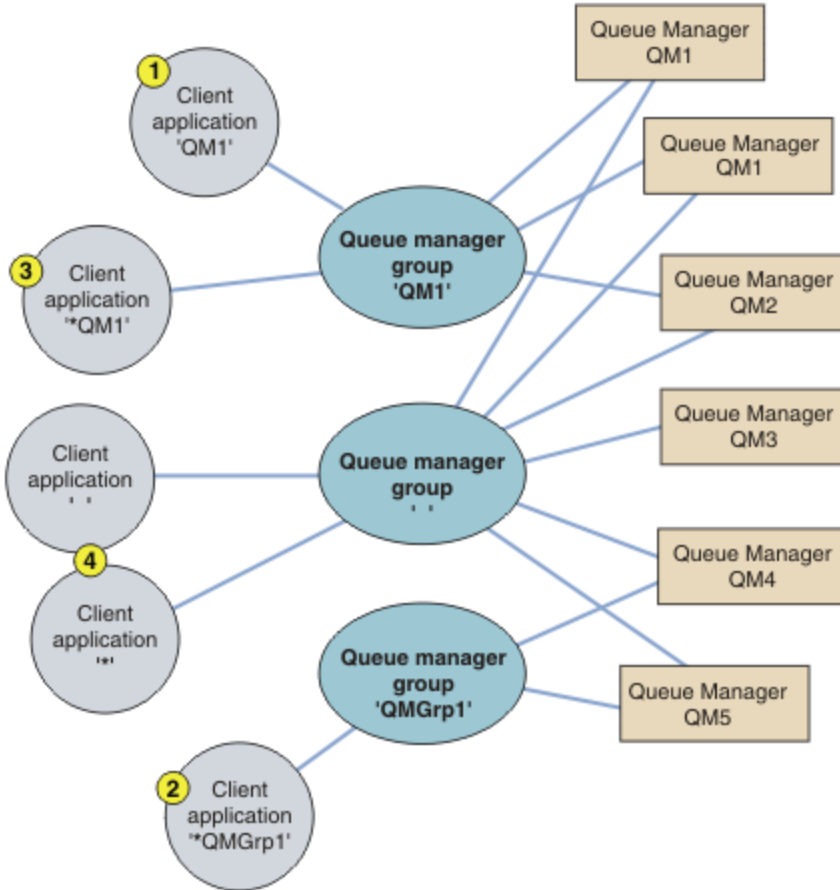 Queue Manager
QM1
1
Client
application
'QM1'
Queue Manager
QM1
Queue manager
group
'QM1'
3
Client
application
'*QM1'
Queue Manager
QM2
Queue Manager
QM3
Client
application
' '
Queue manager
group
' '
4
Client
application
'*'
Queue Manager
QM4
Queue manager
group
'QMGrp1'
Queue Manager
QM5
2
Client
application
'*QMGrp1'